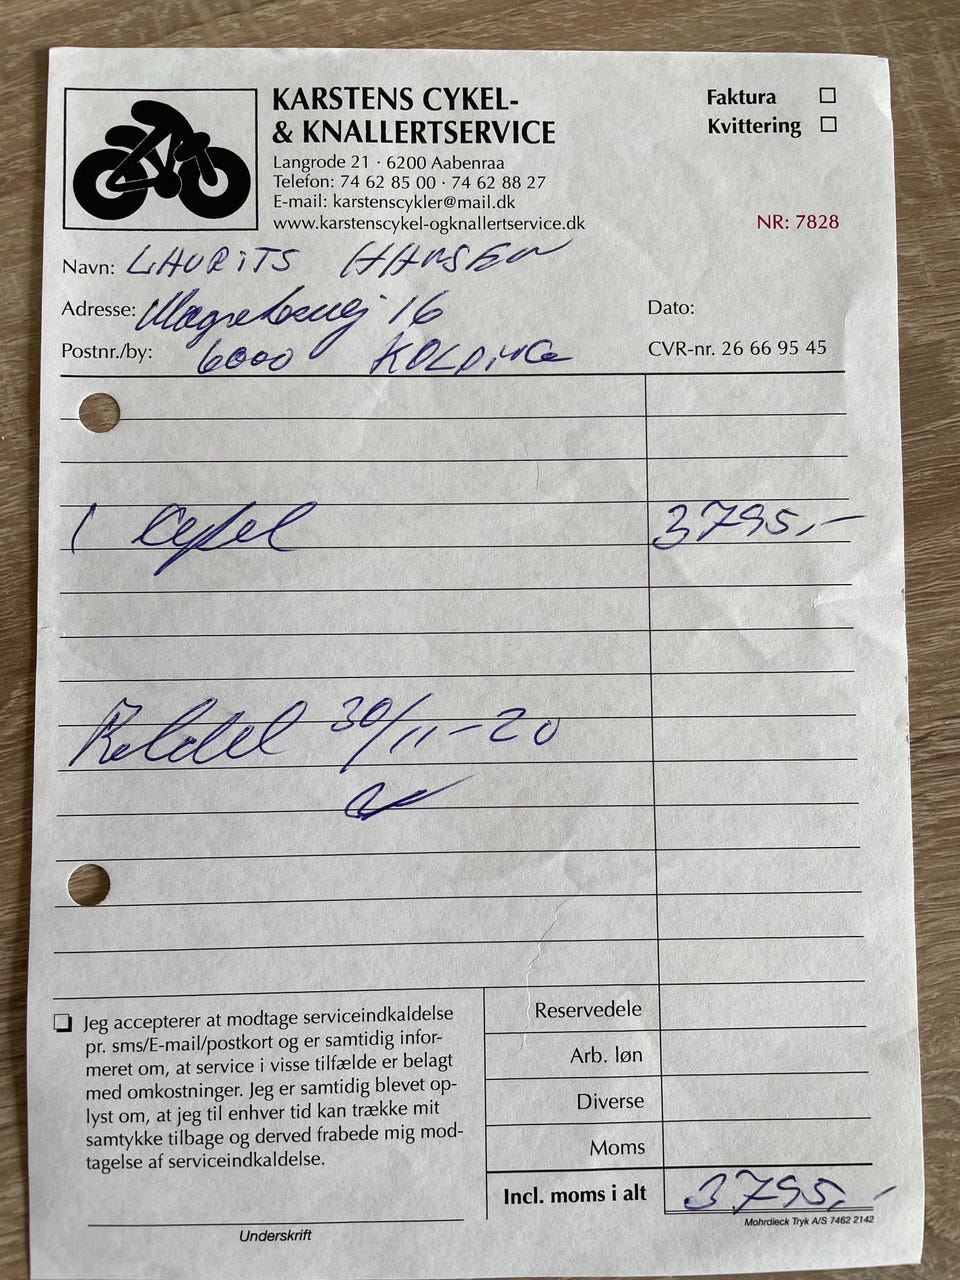 KARSTENS CYKEL-
& KNALLERTSERVICE
Langrode 21 · 6200 Aabenraa
Telefon: 74 62 85 00 · 74 62 88 27
E-mail: karstenscykler@mail.dk
www.karstenscykel-ogknallertservice.dk
Faktura
Kvittering
NR: 7828
Navn: LAURITS HANSEN
Adresse: 16
Dato:
Postnr./by: 6000 KOLDING
CVR-nr. 26 66 95 45
1 Cykel 3795,-
30/11-20
Jeg accepterer at modtage serviceindkaldelse
pr. sms/E-mail/postkort og er samtidig infor-
meret om, at service i visse tilfælde er belagt
med omkostninger. Jeg er samtidig blevet op-
lyst om, at jeg til enhver tid kan trække mit
samtykke tilbage og derved frabede mig mod-
tagelse af serviceindkaldelse.
Underskrift
Reservedele
Arb. løn
Diverse
Moms
Incl. moms i alt 3795,-
Mohrdieck Tryk A/S 7462 2142